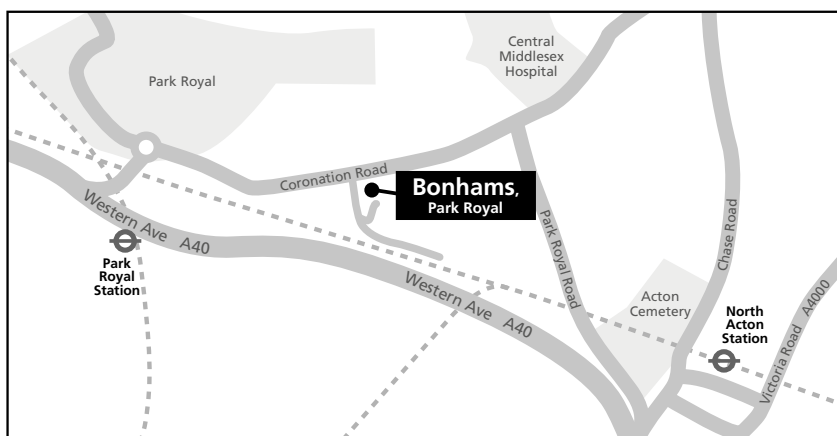 Central
Middlesex
Hospital
Park Royal
Coronation Road
Bonhams,
Park Royal
Western Ave A40
Park
Royal
Station
Western Ave A40
Park Royal Road
Chase Road
Acton
Cemetery
North
Acton
Station
Victoria Road A4000